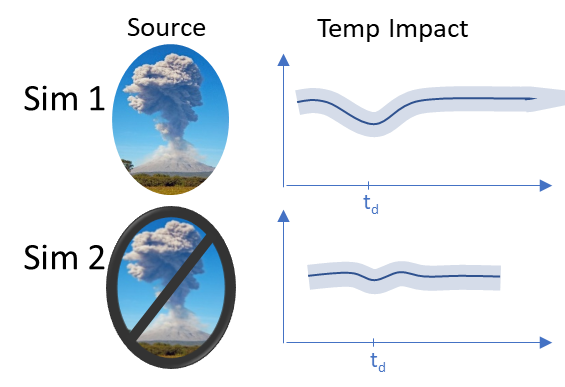 Source
Temp Impact
Sim 1
td
Sim 2
td